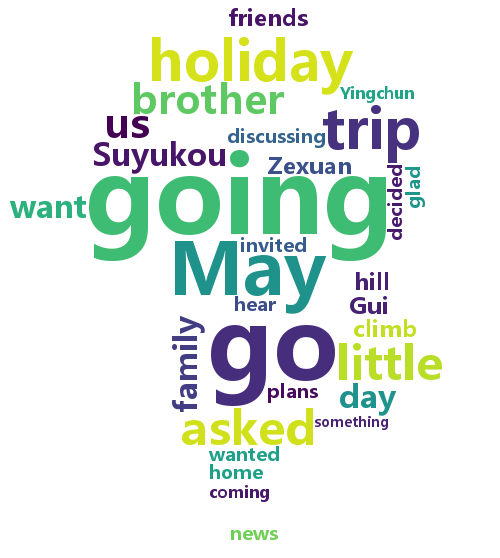 friends
holiday
brother
Yingchun
us
trip
discussing
Suyukou
Zexuan
decided
glad
want
going
invited
May
hill
hear
Gui
family
go
climb
little
plans
day
asked
something
wanted
home
coming
news